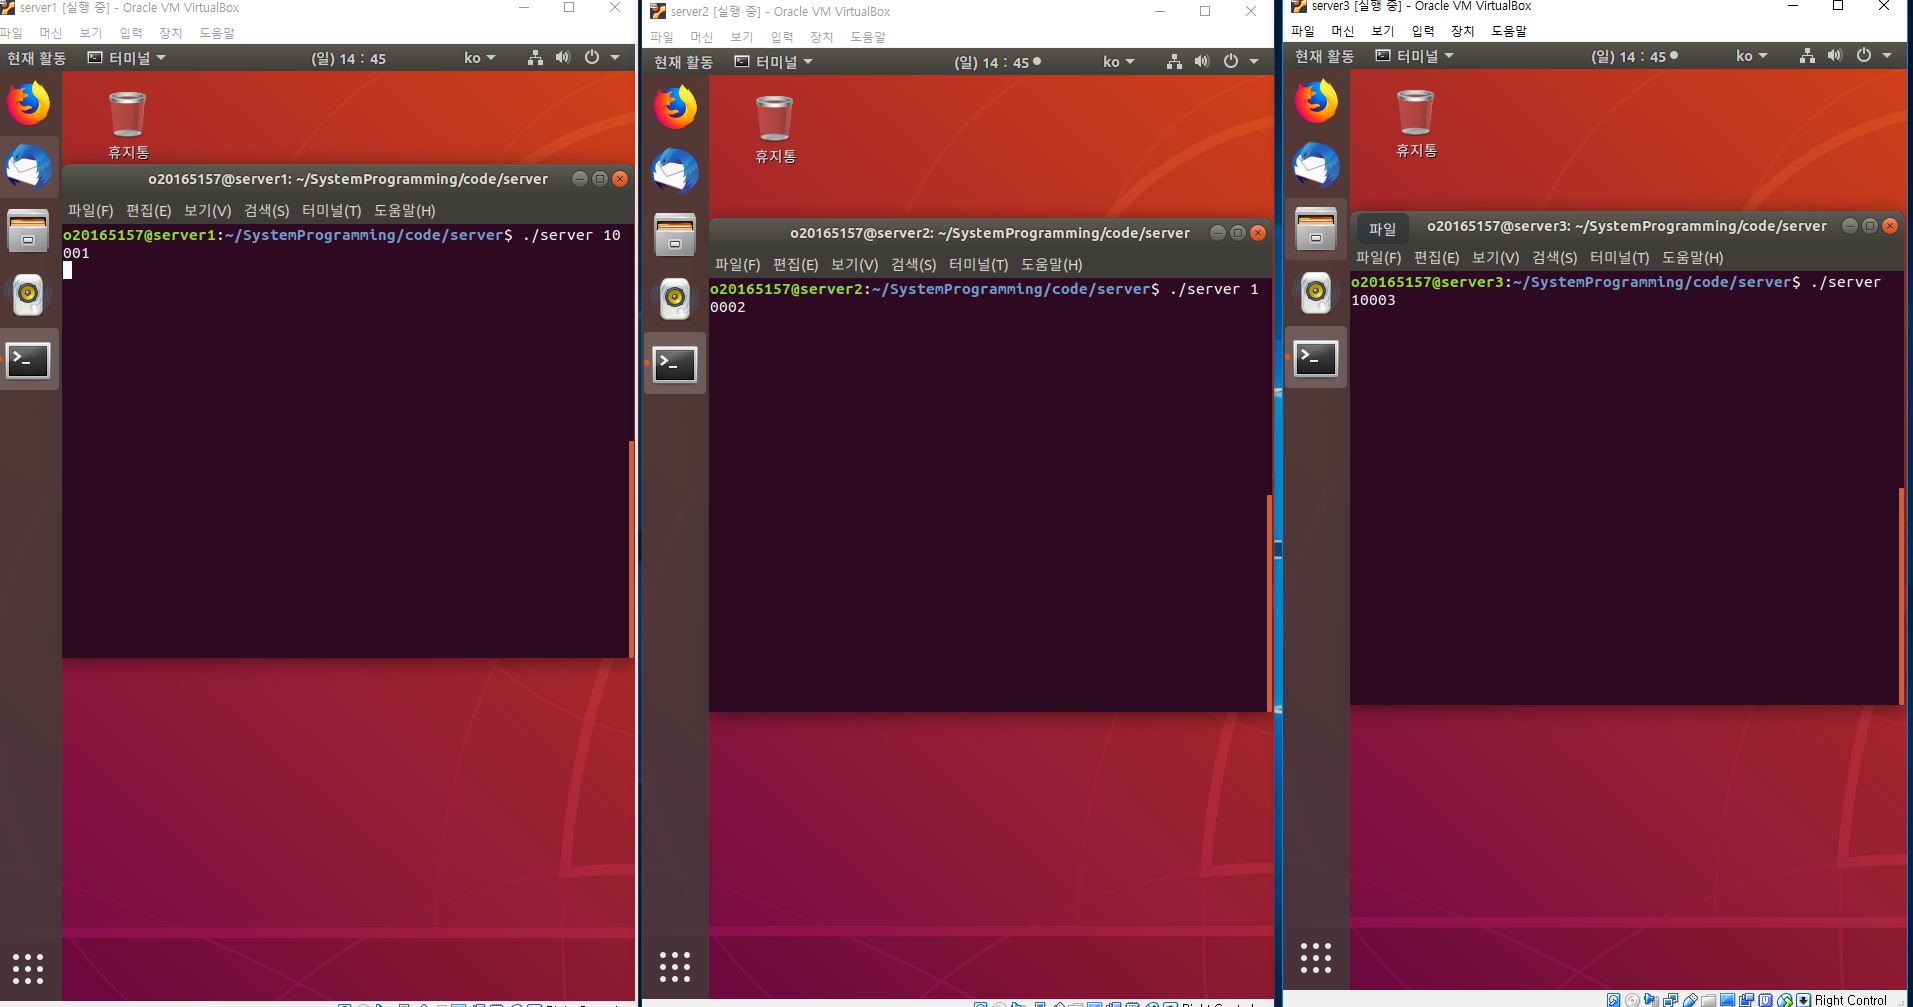 server1 [실행 중] - Oracle VM VirtualBox
파일 머신 보기 입력 장치 도움말
현재 활동 터미널 (일) 14 : 45 ko
휴지통
o20165157@server1: ~/SystemProgramming/code/server
파일(F) 편집(E) 보기(V) 검색(S) 터미널(T) 도움말(H)
o20165157@server1:~/SystemProgramming/code/server$ ./server 10
001
server2 [실행 중] - Oracle VM VirtualBox
파일 머신 보기 입력 장치 도움말
현재 활동 터미널 (일) 14 : 45 ko
휴지통
o20165157@server2: ~/SystemProgramming/code/server
파일(F) 편집(E) 보기(V) 검색(S) 터미널(T) 도움말(H)
o20165157@server2:~/SystemProgramming/code/server$ ./server 1
0002
server3 [실행 중] - Oracle VM VirtualBox
파일 머신 보기 입력 장치 도움말
현재 활동 터미널 (일) 14 : 45 ko
휴지통
파일 o20165157@server3: ~/SystemProgramming/code/server
파일(F) 편집(E) 보기(V) 검색(S) 터미널(T) 도움말(H)
o20165157@server3:~/SystemProgramming/code/server$ ./server
10003
Right Control